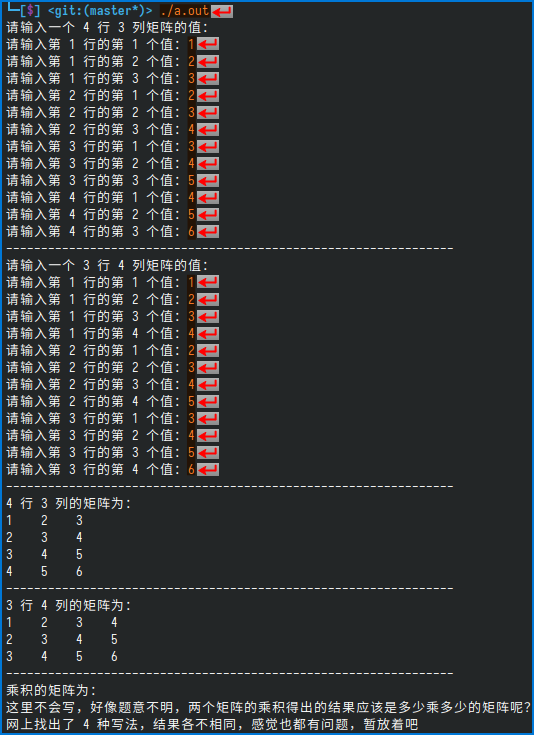 └─[$] <git:(master*)> ./a.out
请输入一个 4 行 3 列矩阵的值:
请输入第 1 行的第 1 个值: 1
请输入第 1 行的第 2 个值: 2
请输入第 1 行的第 3 个值: 3
请输入第 2 行的第 1 个值: 2
请输入第 2 行的第 2 个值: 3
请输入第 2 行的第 3 个值: 4
请输入第 3 行的第 1 个值: 3
请输入第 3 行的第 2 个值: 4
请输入第 3 行的第 3 个值: 5
请输入第 4 行的第 1 个值: 4
请输入第 4 行的第 2 个值: 5
请输入第 4 行的第 3 个值: 6
----------------------------------------------------------------
请输入一个 3 行 4 列矩阵的值:
请输入第 1 行的第 1 个值: 1
请输入第 1 行的第 2 个值: 2
请输入第 1 行的第 3 个值: 3
请输入第 1 行的第 4 个值: 4
请输入第 2 行的第 1 个值: 2
请输入第 2 行的第 2 个值: 3
请输入第 2 行的第 3 个值: 4
请输入第 2 行的第 4 个值: 5
请输入第 3 行的第 1 个值: 3
请输入第 3 行的第 2 个值: 4
请输入第 3 行的第 3 个值: 5
请输入第 3 行的第 4 个值: 6
----------------------------------------------------------------
4 行 3 列的矩阵为:
1    2    3
2    3    4
3    4    5
4    5    6
----------------------------------------------------------------
3 行 4 列的矩阵为:
1    2    3    4
2    3    4    5
3    4    5    6
----------------------------------------------------------------
乘积的矩阵为:
这里不会写，好像题意不明，两个矩阵的乘积得出的结果应该是多少乘多少的矩阵呢？
网上找出了 4 种写法，结果各不相同，感觉也都有问题，暂放着吧